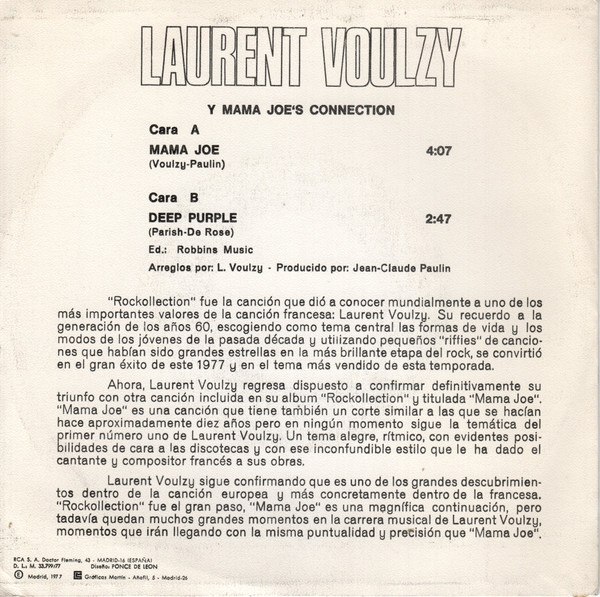 LAURENT VOULZY
Y MAMA JOE'S CONNECTION
Cara A
MAMA JOE 4:07
(Voulzy-Paulin)
Cara B
DEEP PURPLE 2:47
(Parish-De Rose)
Ed.: Robbins Music
Arreglos por: L. Voulzy - Producido por: Jean-Claude Paulin
"Rockollection" fue la canción que dió a conocer mundialmente a uno de los
más importantes valores de la canción francesa: Laurent Voulzy. Su recuerdo a la
generación de los años 60, escogiendo como tema central las formas de vida y los
modos de los jóvenes de la pasada década y utilizando pequeños "riffies" de cancio-
nes que habían sido grandes estrellas en la más brillante etapa del rock, se convirtió
en el gran éxito de este 1977 y en el tema más vendido de esta temporada.
Ahora, Laurent Voulzy regresa dispuesto a confirmar definitivamente su
triunfo con otra canción incluida en su album "Rockollection" y titulada "Mama Joe".
"Mama Joe" es una canción que tiene también un corte similar a las que se hacían
hace aproximadamente diez años pero en ningún momento sigue la temática del
primer número uno de Laurent Voulzy. Un tema alegre, rítmico, con evidentes posi-
bilidades de cara a las discotecas y con ese inconfundible estilo que le ha dado el
cantante y compositor francés a sus obras.
Laurent Voulzy sigue confirmando que es uno de los grandes descubrimien-
tos dentro de la canción europea y más concretamente dentro de la francesa.
"Rockollection" fue el gran paso, "Mama Joe" es una magnífica continuación, pero
tadavía quedan muchos grandes momentos en la carrera musical de Laurent Voulzy,
momentos que irán llegando con la misma puntualidad y precisión que "Mama Joe".
RCA S. A. Doctor Fleming, 43 - MADRID-16 (ESPAÑA)
D. L.: M. 33.799/77 Diseño: PONCE DE LEON
© Madrid, 1977 Gráficas Martín - Añafil, 5 - Madrid-26